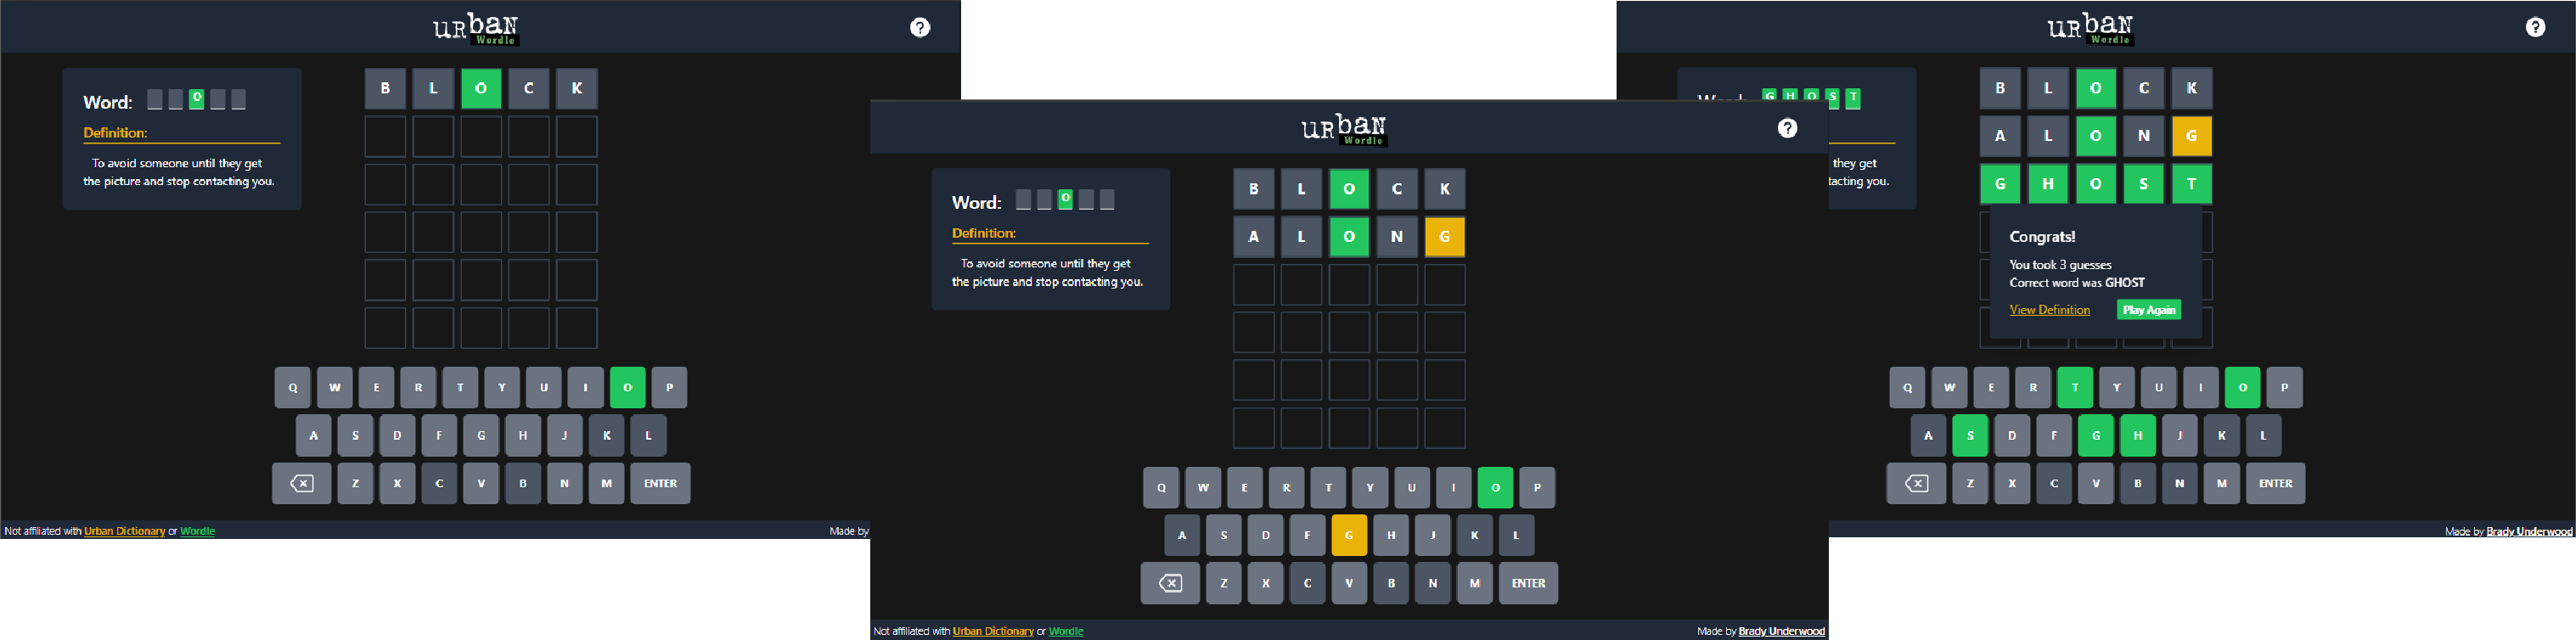 urban
Wordle
?
Word: O
Definition:
To avoid someone until they get
the picture and stop contacting you.
B L O C K
Q W E R T Y U I O P
A S D F G H J K L
Z X C V B N M ENTER
Not affiliated with Urban Dictionary or Wordle
Made by
urban
Wordle
?
Word: O
Definition:
To avoid someone until they get
the picture and stop contacting you.
B L O C K
A L O N G
Q W E R T Y U I O P
A S D F G H J K L
Z X C V B N M ENTER
Not affiliated with Urban Dictionary or Wordle
Made by Brady Underwood
urban
Wordle
?
G H O S T
they get
tacting you.
B L O C K
A L O N G
G H O S T
Congrats!
You took 3 guesses
Correct word was GHOST
View Definition Play Again
Q W E R T Y U I O P
A S D F G H J K L
Z X C V B N M ENTER
Made by Brady Underwood